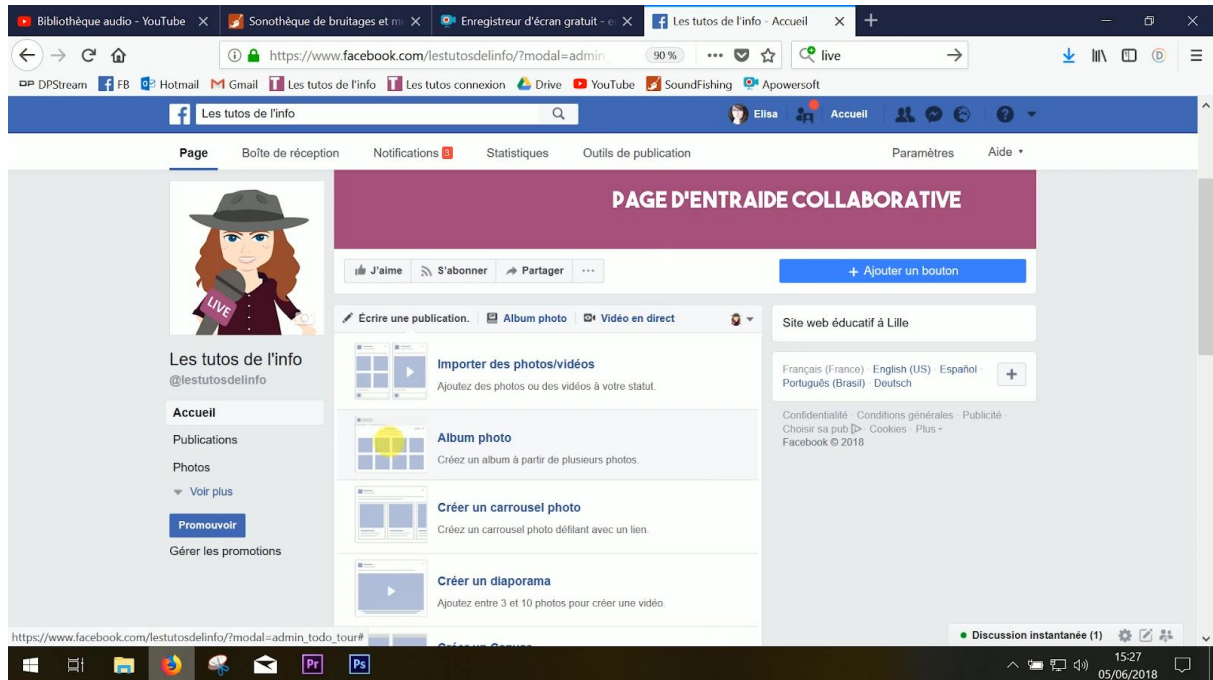 Bibliothèque audio - YouTube
Sonothèque de bruitages et m
Enregistreur d'écran gratuit - e
Les tutos de l'info - Accueil
https://www.facebook.com/lestutosdelinfo/?modal=admin_
90 %
live
DP DPStream
FB
Hotmail
Gmail
Les tutos de l'info
Les tutos connexion
Drive
YouTube
SoundFishing
Apowersoft
Les tutos de l'info
Elisa
Accueil
Page
Boîte de réception
Notifications 3
Statistiques
Outils de publication
Paramètres
Aide
PAGE D'ENTRAIDE COLLABORATIVE
LIVE
J'aime
S'abonner
Partager
+ Ajouter un bouton
Écrire une publication.
Album photo
Vidéo en direct
Site web éducatif à Lille
Les tutos de l'info
@lestutosdelinfo
Accueil
Publications
Photos
Voir plus
Promouvoir
Gérer les promotions
Importer des photos/vidéos
Ajoutez des photos ou des vidéos à votre statut.
Album photo
Créez un album à partir de plusieurs photos.
Créer un carrousel photo
Créez un carrousel photo défilant avec un lien.
Créer un diaporama
Ajoutez entre 3 et 10 photos pour créer une vidéo.
Créer un Canvas
Français (France) · English (US) · Español ·
Português (Brasil) · Deutsch
Confidentialité · Conditions générales · Publicité ·
Choisir sa pub · Cookies · Plus
Facebook © 2018
https://www.facebook.com/lestutosdelinfo/?modal=admin_todo_tour#
Discussion instantanée (1)
Pr
Ps
15:27
05/06/2018